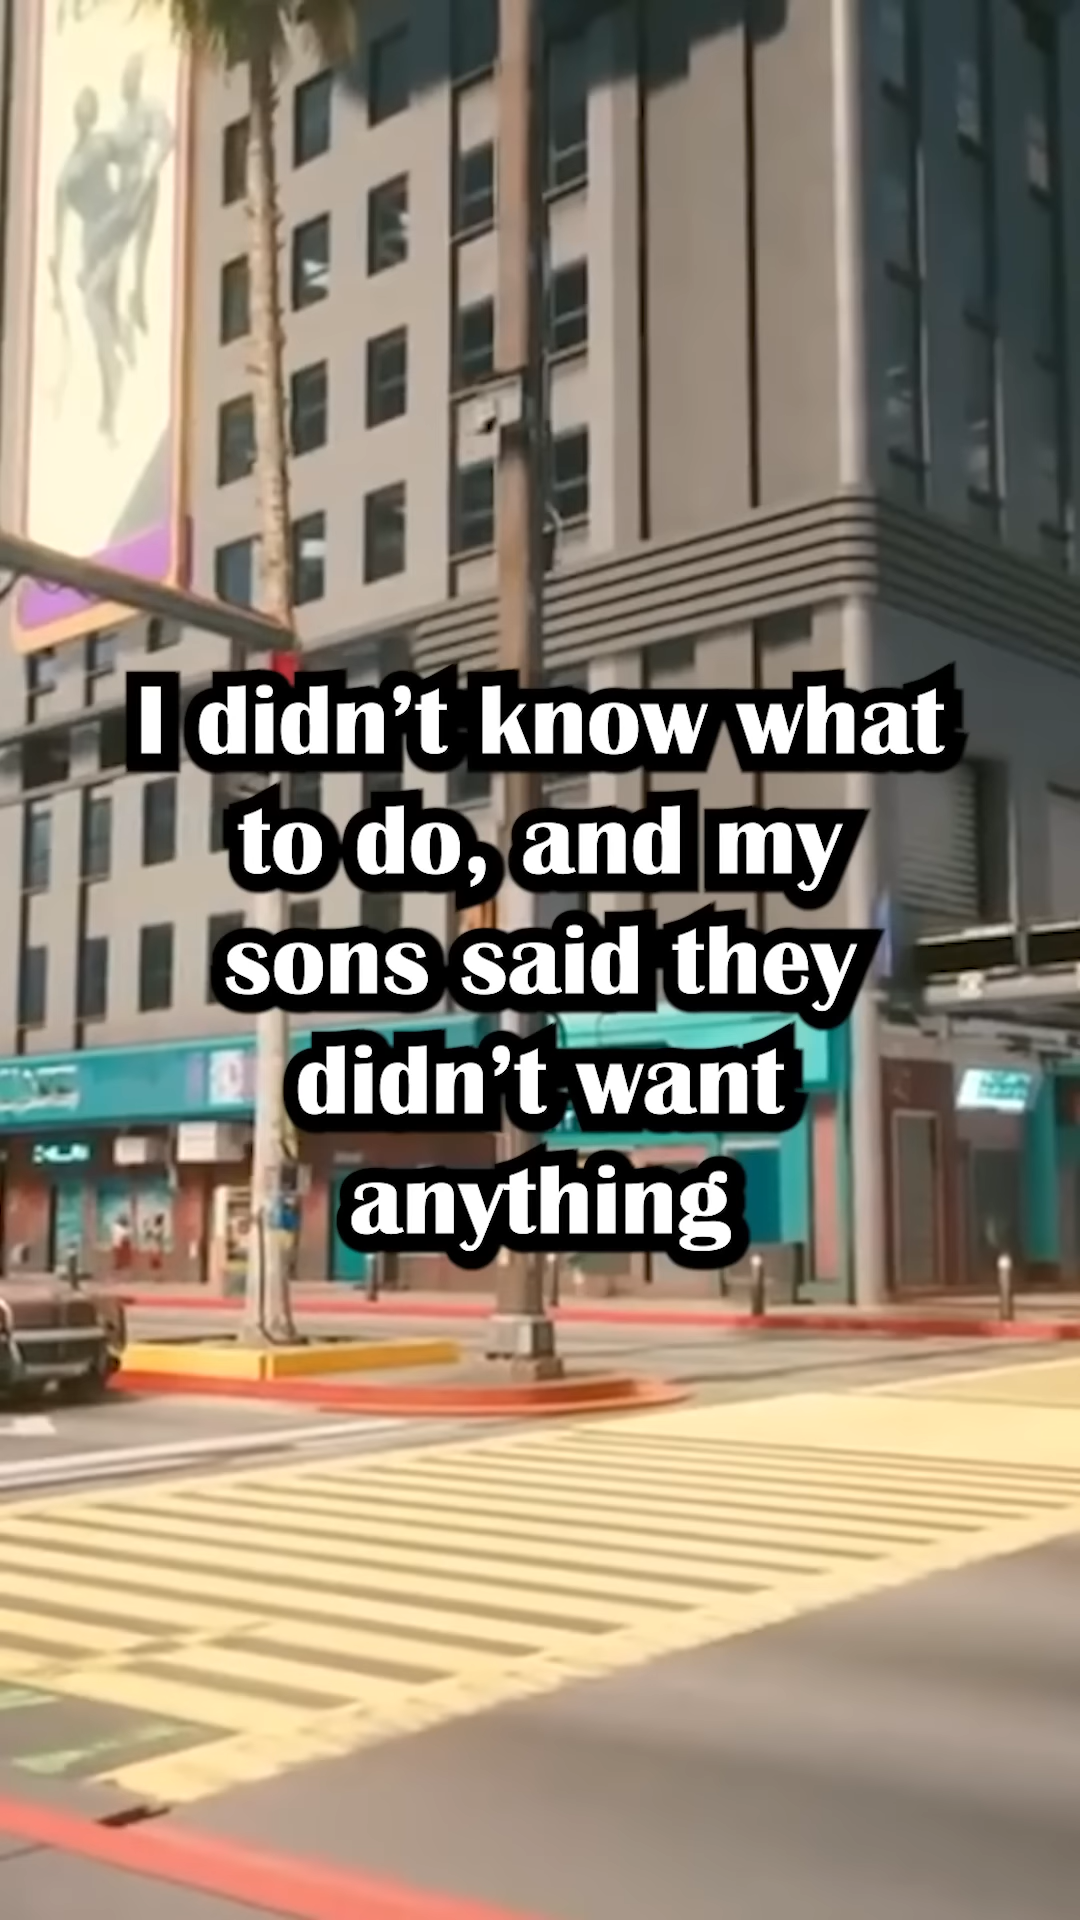 I didn’t know what
to do, and my
sons said they
didn’t want
anything